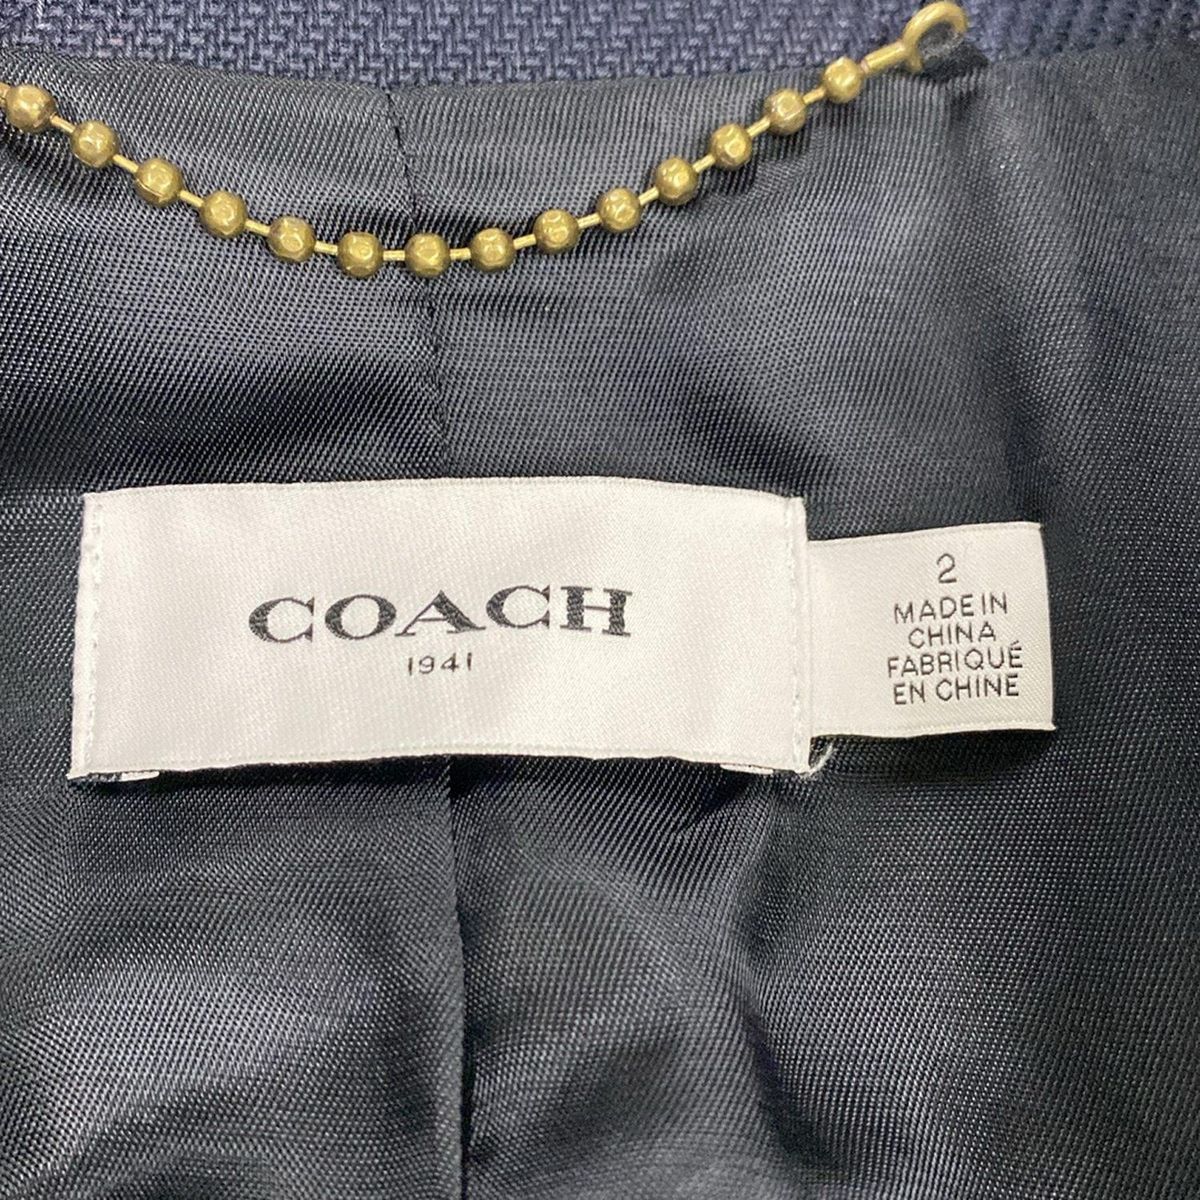 COACH
1941
2
MADE IN
CHINA
FABRIQUÉ
EN CHINE